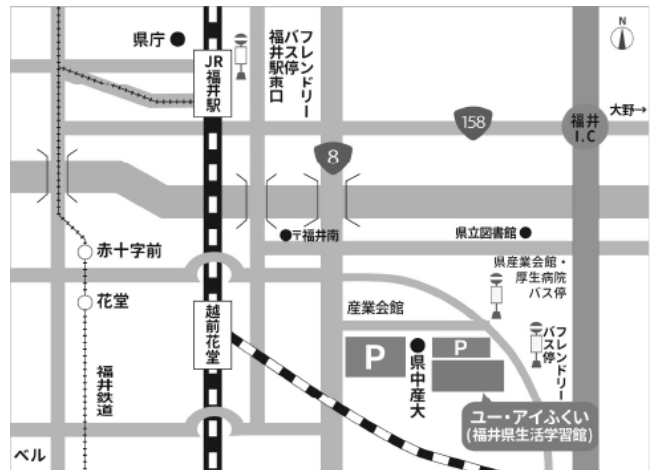 N
県庁
JR福井駅
フレンドリー
バス停
福井駅東口
大野→
158
福井
I.C
8
〒福井南
県立図書館
赤十字前
県産業会館・
厚生病院
バス停
花堂
産業会館
越前花堂
フレンドリー
バス停
P
P
県中産大
福井鉄道
ユー・アイふくい
(福井県生活学習館)
ベル